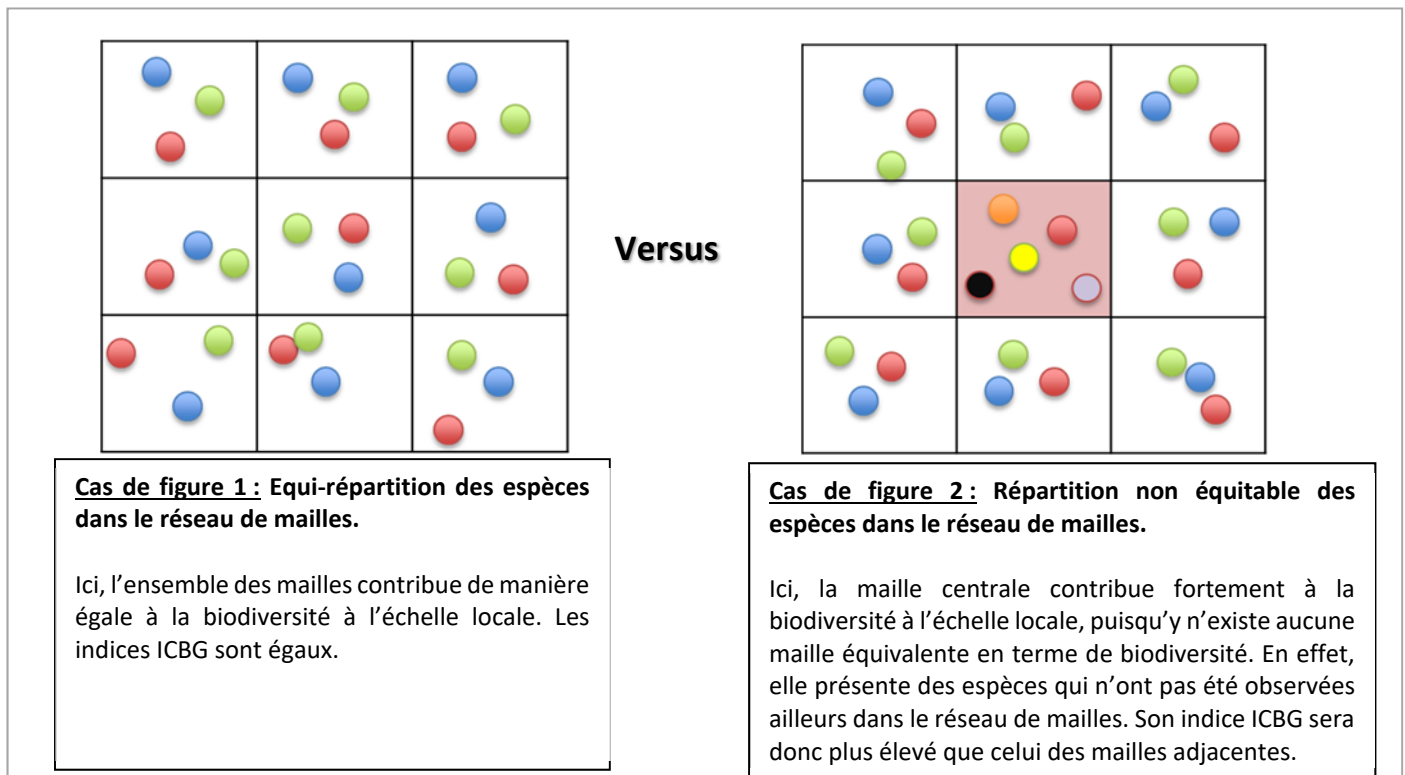 Versus
Cas de figure 1 : Equi-répartition des espèces
dans le réseau de mailles.
Ici, l'ensemble des mailles contribue de manière
égale à la biodiversité à l'échelle locale. Les
indices ICBG sont égaux.
Cas de figure 2 : Répartition non équitable des
espèces dans le réseau de mailles.
Ici, la maille centrale contribue fortement à la
biodiversité à l'échelle locale, puisqu'y n'existe aucune
maille équivalente en terme de biodiversité. En effet,
elle présente des espèces qui n'ont pas été observées
ailleurs dans le réseau de mailles. Son indice ICBG sera
donc plus élevé que celui des mailles adjacentes.